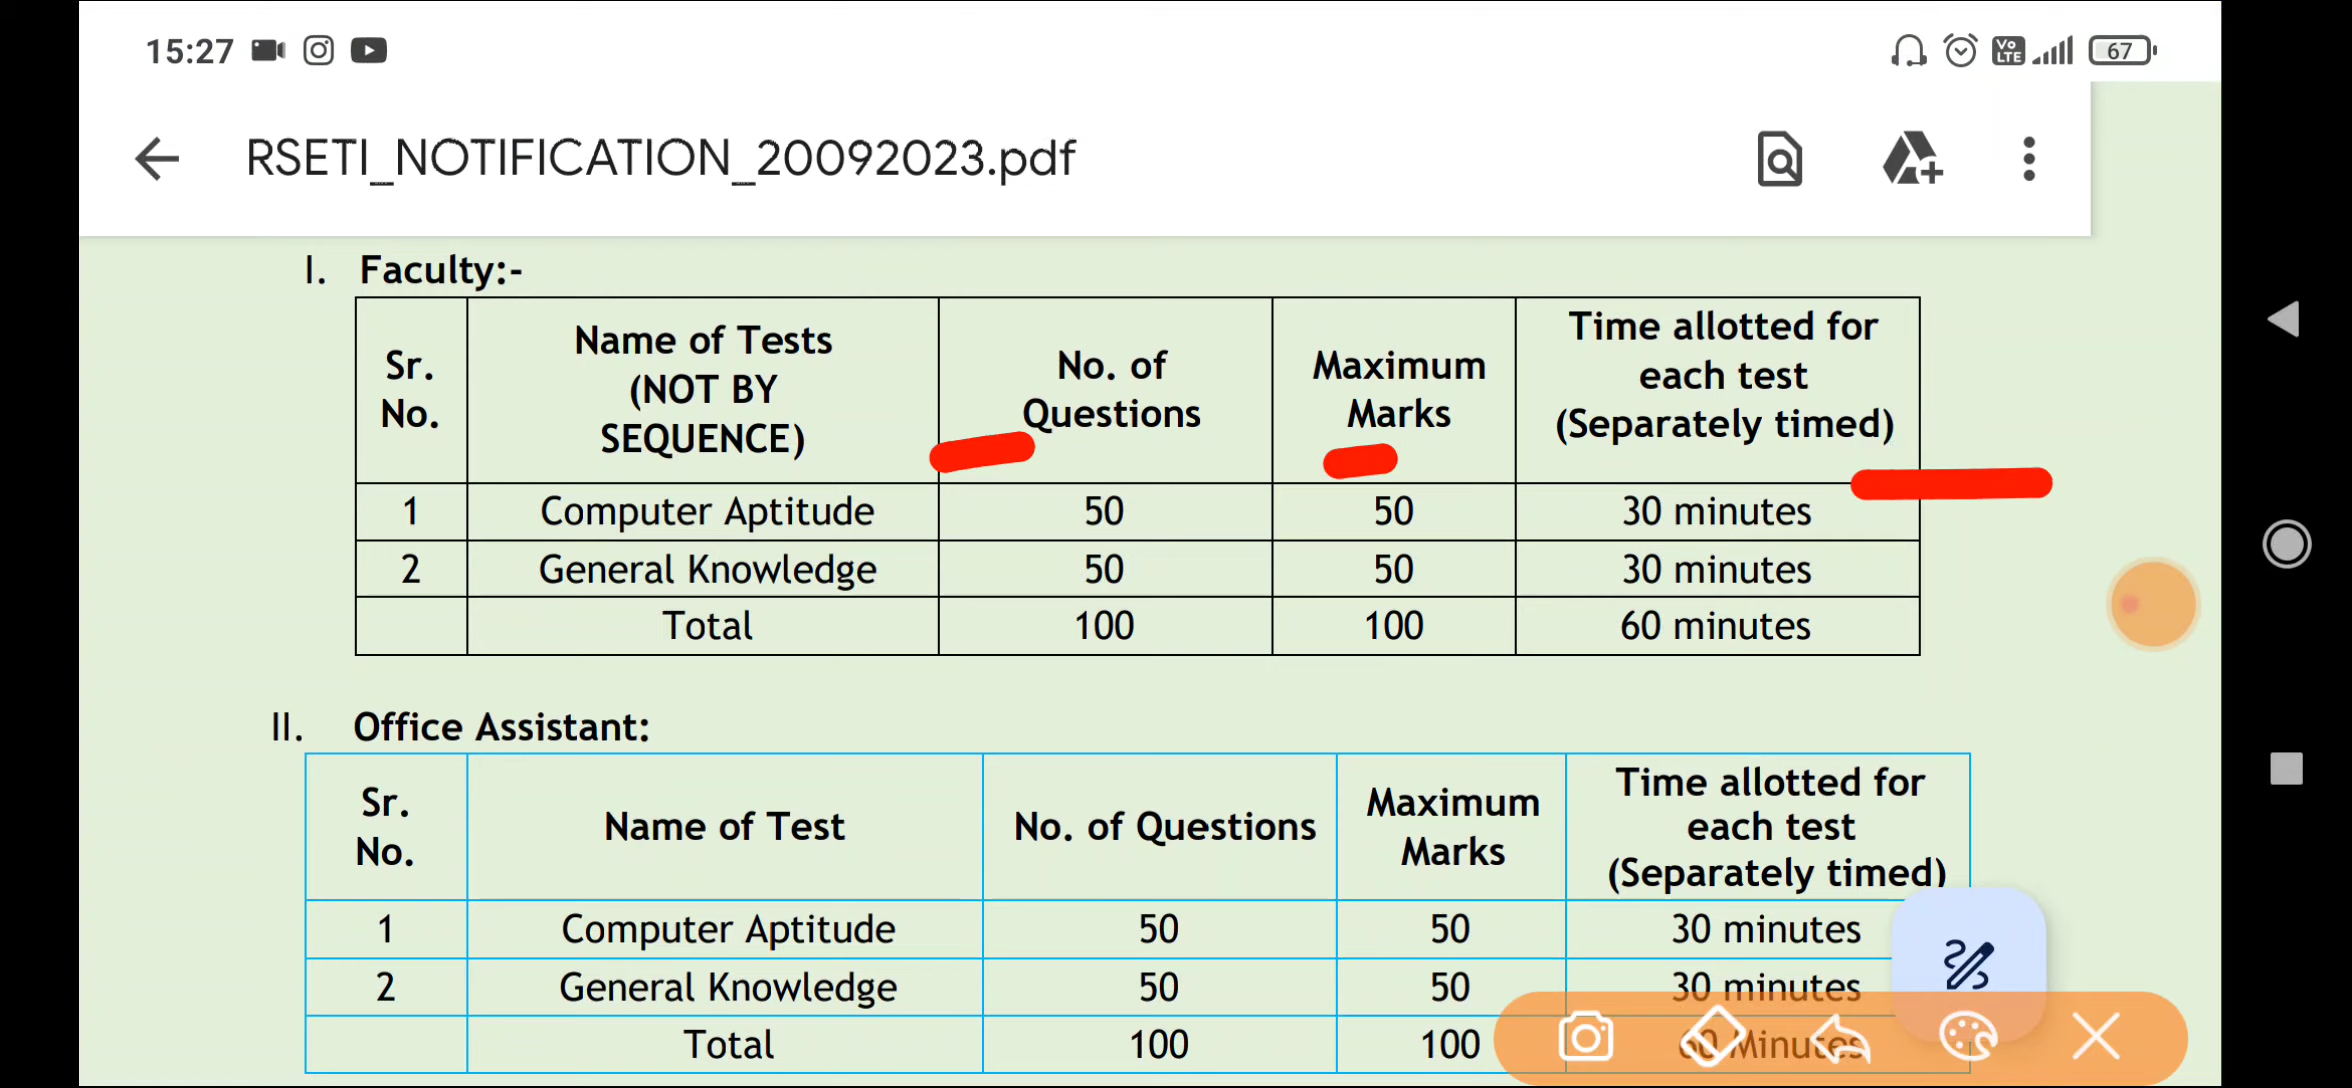 15:27
Vo LTE
67
RSETI_NOTIFICATION_20092023.pdf
I. Faculty:-
Sr. No. Name of Tests (NOT BY SEQUENCE) No. of Questions Maximum Marks Time allotted for each test (Separately timed)
1 Computer Aptitude 50 50 30 minutes
2 General Knowledge 50 50 30 minutes
Total 100 100 60 minutes
II. Office Assistant:
Sr. No. Name of Test No. of Questions Maximum Marks Time allotted for each test (Separately timed)
1 Computer Aptitude 50 50 30 minutes
2 General Knowledge 50 50 30 minutes
Total 100 100 60 Minutes